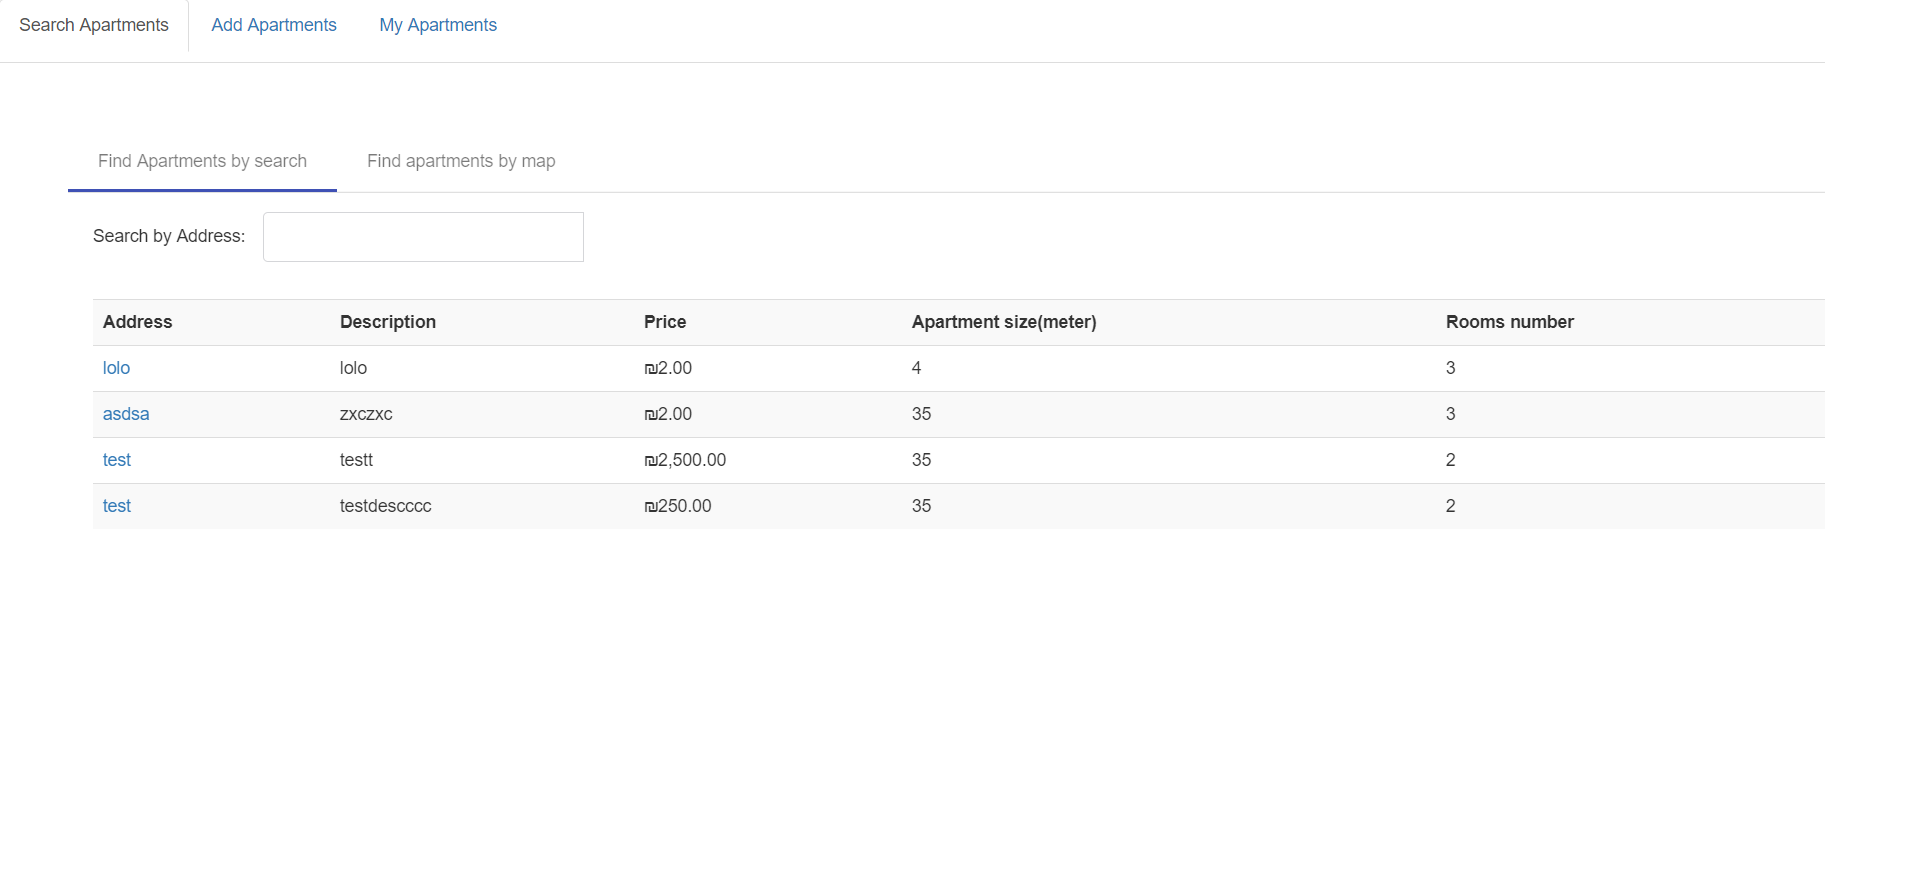 Search Apartments Add Apartments My Apartments
Find Apartments by search Find apartments by map
Search by Address:
Address Description Price Apartment size(meter) Rooms number
lolo lolo ₪2.00 4 3
asdsa zxczxc ₪2.00 35 3
test testt ₪2,500.00 35 2
test testdescccc ₪250.00 35 2